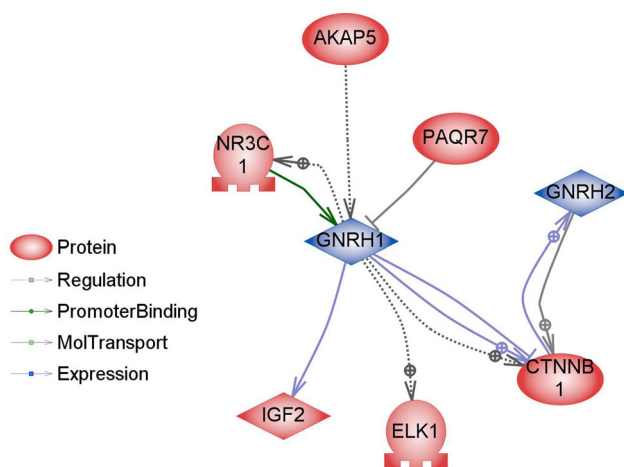 AKAP5
NR3C
1
PAQR7
GNRH2
GNRH1
Protein
Regulation
PromoterBinding
MolTransport
Expression
CTNNB
1
IGF2
ELK1